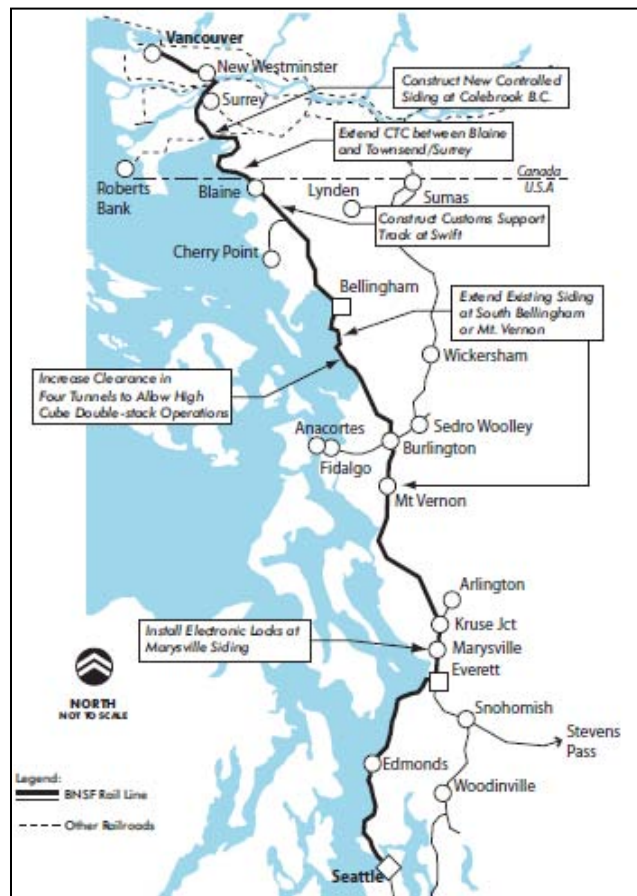 Vancouver
New Westminster
Surrey
Construct New Controlled
Siding at Colebrook B.C.
Extend CTC between Blaine
and Townsend/Surrey
Roberts
Bank
Blaine
Lynden
Sumas
Canada
U.S.A
Construct Customs Support
Track at Swift
Cherry Point
Bellingham
Extend Existing Siding
at South Bellingham
or Mt. Vernon
Wickersham
Increase Clearance in
Four Tunnels to Allow High
Cube Double-stack Operations
Anacortes
Fidalgo
Sedro Woolley
Burlington
Mt Vernon
Arlington
Kruse Jct
Install Electronic Locks at
Marysville Siding
Marysville
Everett
NORTH
NOT TO SCALE
Snohomish
Stevens
Pass
Edmonds
Woodinville
Legend:
BNSF Rail Line
Other Railroads
Seattle